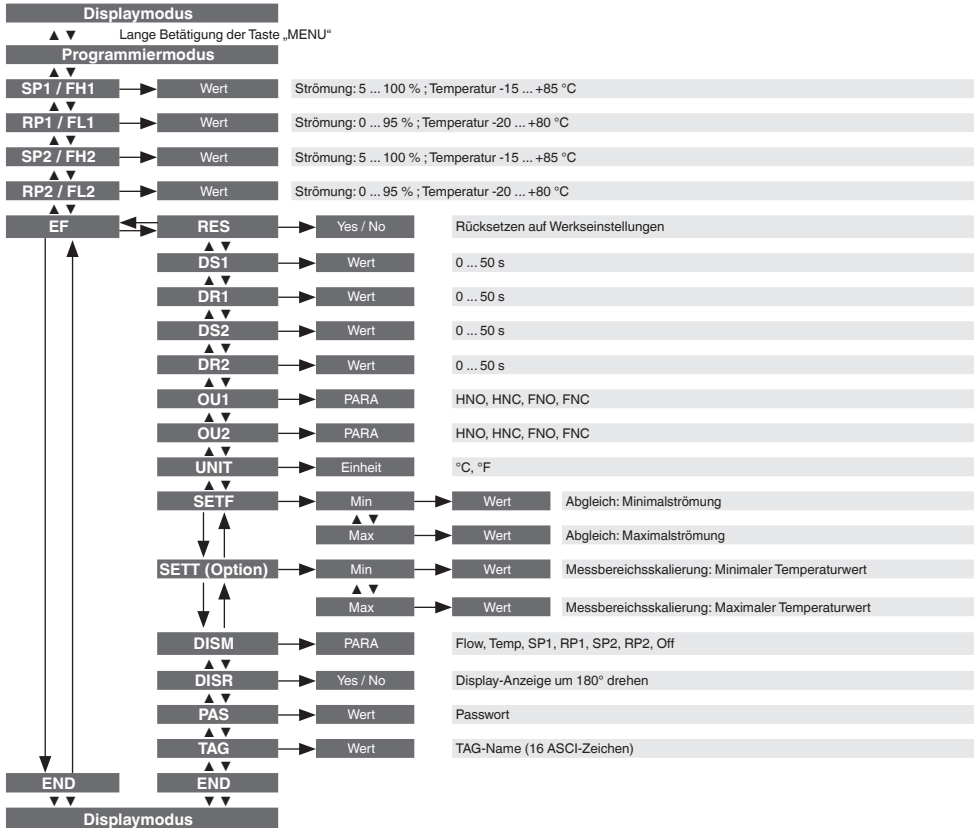 Displaymodus
▲ ▼ Lange Betätigung der Taste „MENU“
Programmiermodus
▲ ▼
SP1 / FH1 Wert Strömung: 5 ... 100 % ; Temperatur -15 ... +85 °C
▲ ▼
RP1 / FL1 Wert Strömung: 0 ... 95 % ; Temperatur -20 ... +80 °C
▲ ▼
SP2 / FH2 Wert Strömung: 5 ... 100 % ; Temperatur -15 ... +85 °C
▲ ▼
RP2 / FL2 Wert Strömung: 0 ... 95 % ; Temperatur -20 ... +80 °C
▲ ▼
EF RES Yes / No Rücksetzen auf Werkseinstellungen
▲ ▼
DS1 Wert 0 ... 50 s
▲ ▼
DR1 Wert 0 ... 50 s
▲ ▼
DS2 Wert 0 ... 50 s
▲ ▼
DR2 Wert 0 ... 50 s
▲ ▼
OU1 PARA HNO, HNC, FNO, FNC
▲ ▼
OU2 PARA HNO, HNC, FNO, FNC
▲ ▼
UNIT Einheit °C, °F
▲ ▼
SETF Min Wert Abgleich: Minimalströmung
▲ ▼
Max Wert Abgleich: Maximalströmung
SETT (Option) Min Wert Messbereichsskalierung: Minimaler Temperaturwert
▲ ▼
Max Wert Messbereichsskalierung: Maximaler Temperaturwert
DISM PARA Flow, Temp, SP1, RP1, SP2, RP2, Off
▲ ▼
DISR Yes / No Display-Anzeige um 180° drehen
▲ ▼
PAS Wert Passwort
▲ ▼
TAG Wert TAG-Name (16 ASCI-Zeichen)
▲ ▼
END END
▼ ▼ ▼ ▼
Displaymodus